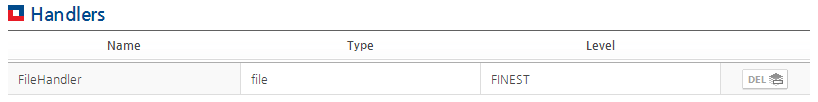 Handlers
Name Type Level
FileHandler file FINEST DEL